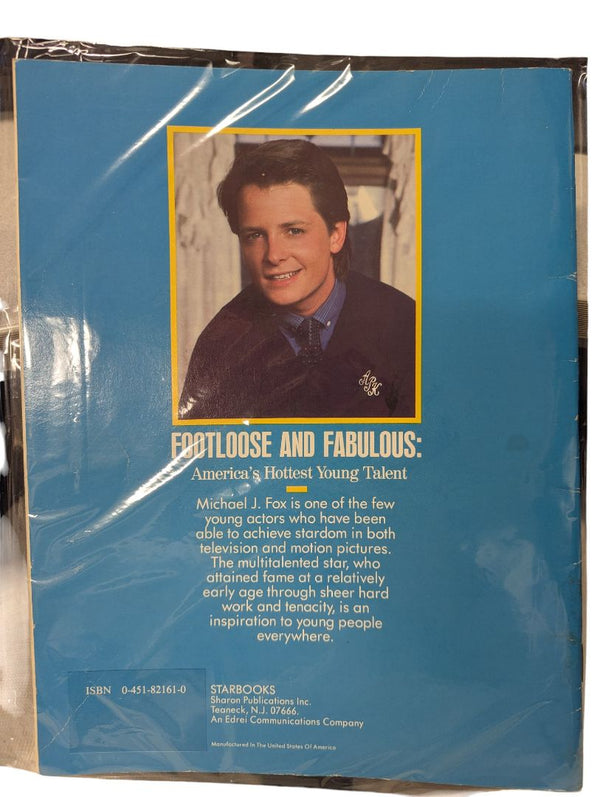 APK
FOOTLOOSE AND FABULOUS:
America's Hottest Young Talent
Michael J. Fox is one of the few
young actors who have been
able to achieve stardom in both
television and motion pictures.
The multitalented star, who
attained fame at a relatively
early age through sheer hard
work and tenacity, is an
inspiration to young people
everywhere.
ISBN 0-451-82161-0
STARBOOKS
Sharon Publications Inc.
Teaneck, N.J. 07666.
An Edrei Communications Company
Manufactured In The United States Of America